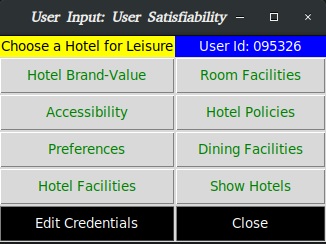 User Input: User Satisfiability
Choose a Hotel for Leisure User Id: 095326
Hotel Brand-Value Room Facilities
Accessibility Hotel Policies
Preferences Dining Facilities
Hotel Facilities Show Hotels
Edit Credentials Close